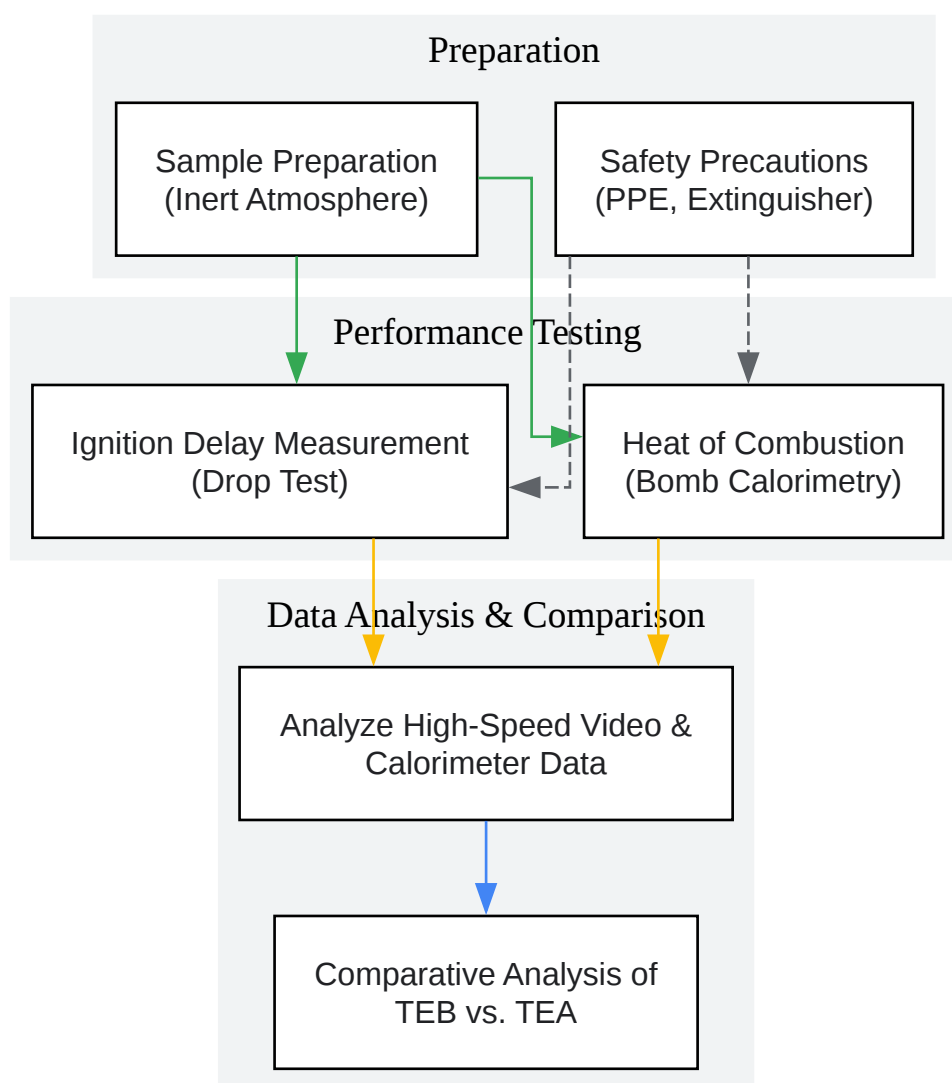 Preparation
Sample Preparation
(Inert Atmosphere)
Safety Precautions
(PPE, Extinguisher)
Performance Testing
Ignition Delay Measurement
(Drop Test)
Heat of Combustion
(Bomb Calorimetry)
Data Analysis & Comparison
Analyze High-Speed Video &
Calorimeter Data
Comparative Analysis of
TEB vs. TEA